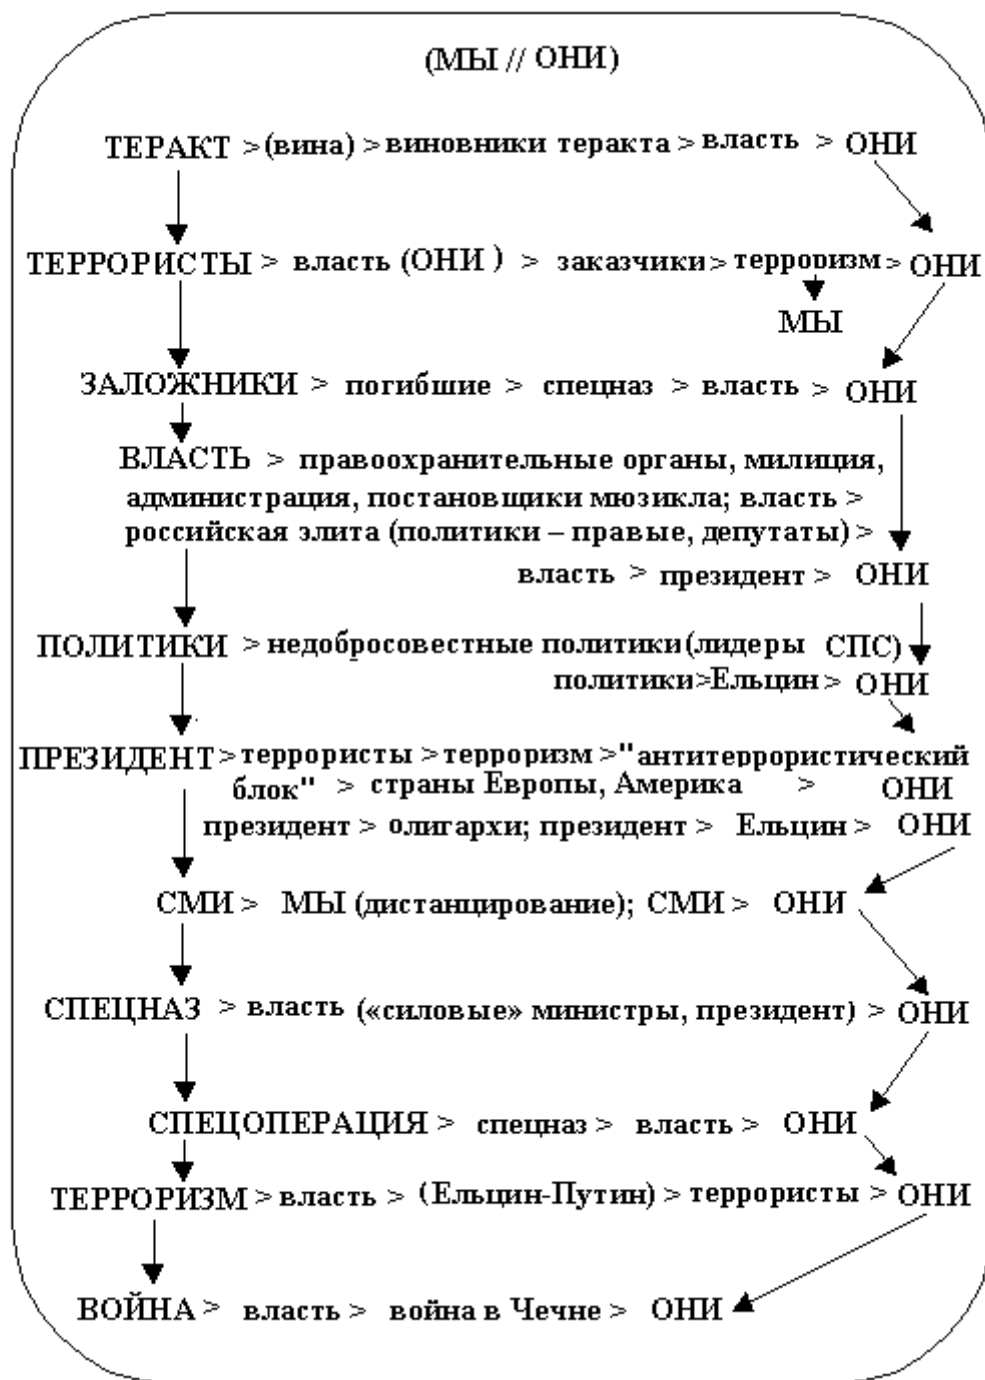 (МЫ // ОНИ)
ТЕРАКТ > (вина) > виновники теракта > власть > ОНИ
ТЕРРОРИСТЫ > власть (ОНИ ) > заказчики > терроризм > ОНИ
МЫ
ЗАЛОЖНИКИ > погибшие > спецназ > власть > ОНИ
ВЛАСТЬ > правоохранительные органы, милиция,
администрация, постановщики мюзикла; власть >
российская элита (политики – правые, депутаты) >
власть > президент > ОНИ
ПОЛИТИКИ > недобросовестные политики (лидеры СПС)
политики > Ельцин > ОНИ
ПРЕЗИДЕНТ > террористы > терроризм > "антитеррористический
блок" > страны Европы, Америка > ОНИ
президент > олигархи; президент > Ельцин > ОНИ
СМИ > МЫ (дистанцирование); СМИ > ОНИ
СПЕЦНАЗ > власть («силовые» министры, президент) > ОНИ
СПЕЦОПЕРАЦИЯ > спецназ > власть > ОНИ
ТЕРРОРИЗМ > власть > (Ельцин-Путин) > террористы > ОНИ
ВОЙНА > власть > война в Чечне > ОНИ